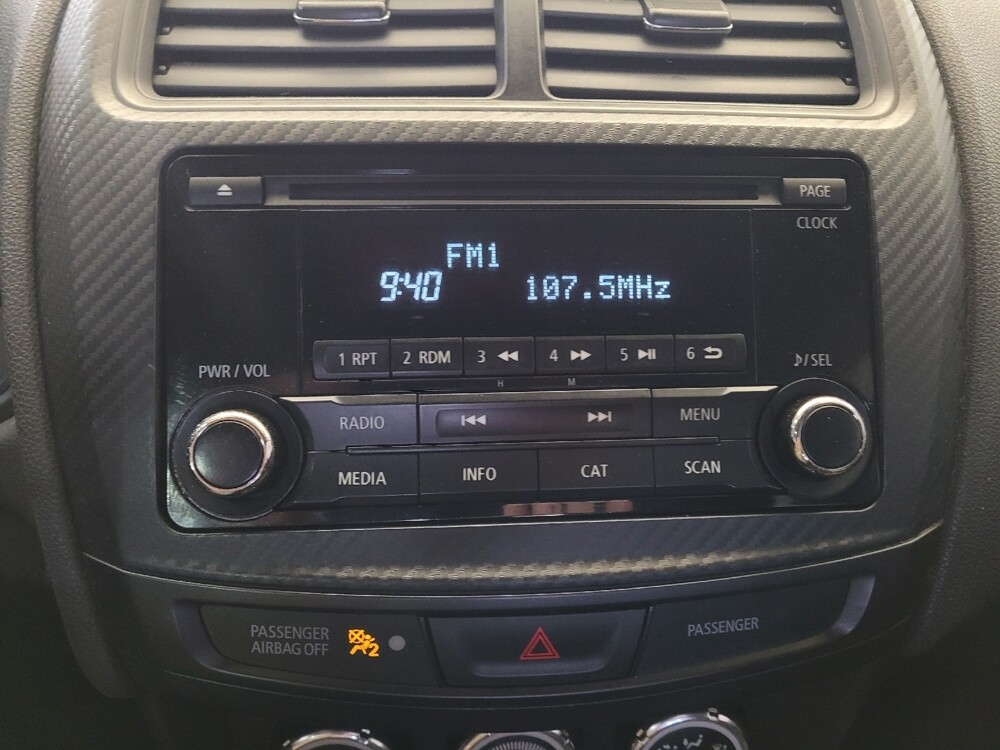 PAGE
CLOCK
FM1
9:40 107.5MHz
1 RPT 2 RDM 3 4 5 6
H M
PWR / VOL
/SEL
RADIO MENU
MEDIA INFO CAT SCAN
PASSENGER
AIRBAG OFF 2
PASSENGER